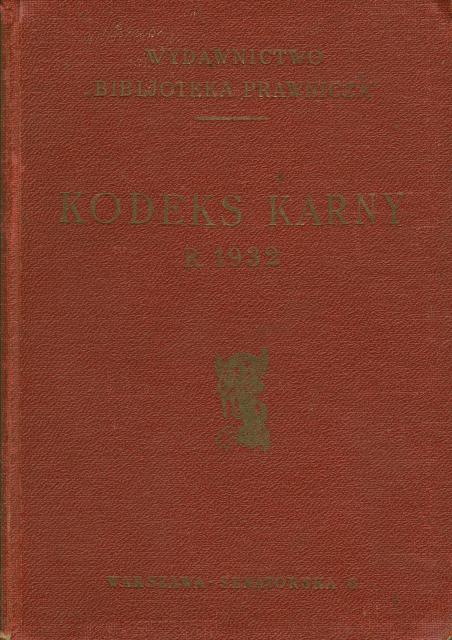 WYDAWNICTWO
„BIBLJOTEKA PRAWNICZA"
KODEKS KARNY
R. 1932
WARSZAWA - SENATORSKA 6